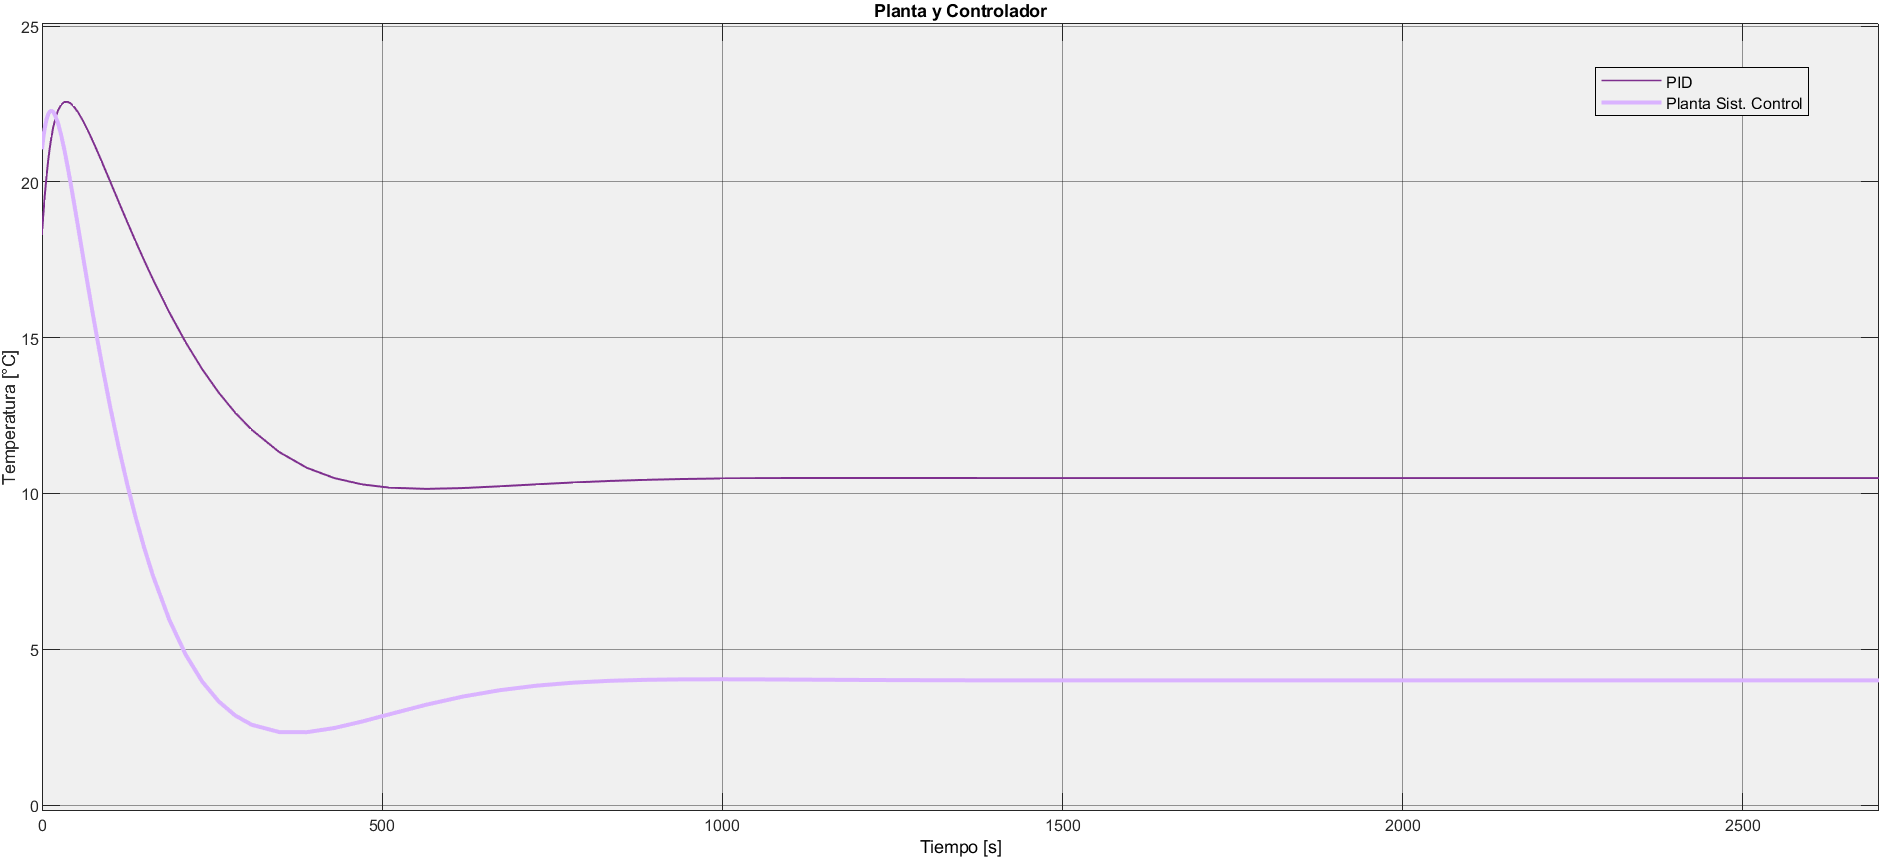 Planta y Controlador
25
20
15
10
5
0
Temperatura [°C]
PID
Planta Sist. Control
0
500
1000
1500
2000
2500
Tiempo [s]